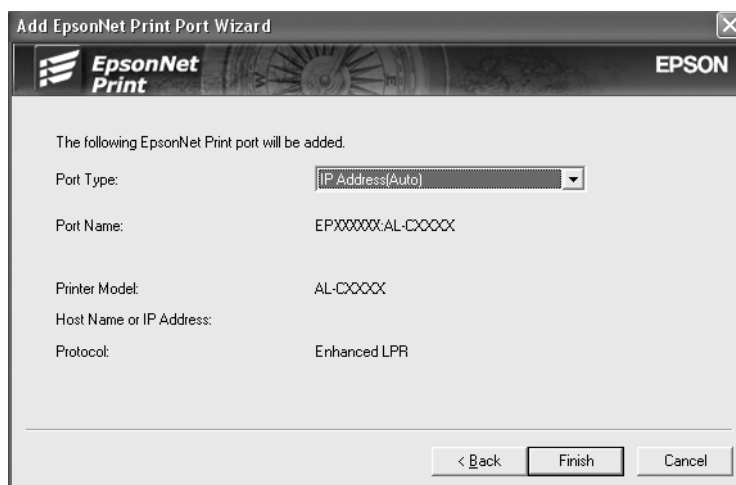 Add EpsonNet Print Port Wizard
EpsonNet
Print
EPSON
The following EpsonNet Print port will be added.
Port Type: IP Address(Auto)
Port Name: EPXXXXXX:AL-CXXXX
Printer Model: AL-CXXXX
Host Name or IP Address:
Protocol: Enhanced LPR
< Back Finish Cancel